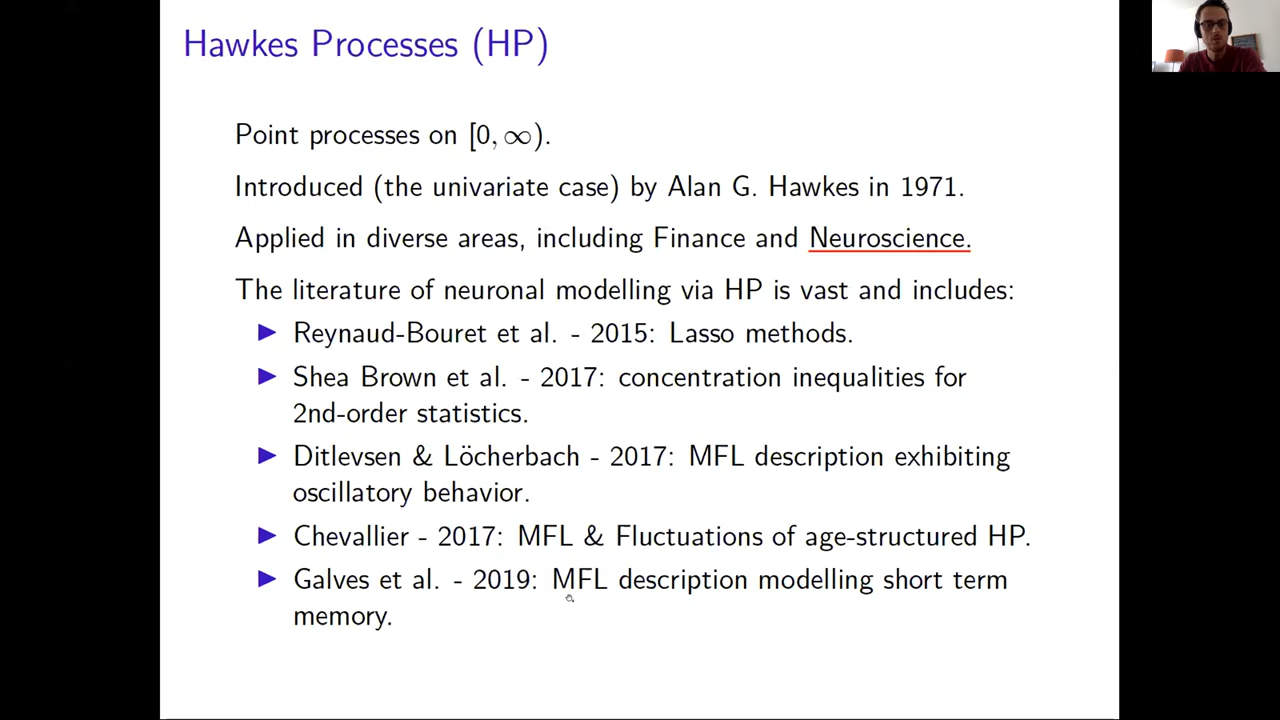 Hawkes Processes (HP)
Point processes on [0, ∞).
Introduced (the univariate case) by Alan G. Hawkes in 1971.
Applied in diverse areas, including Finance and Neuroscience.
The literature of neuronal modelling via HP is vast and includes:
▶ Reynaud-Bouret et al. - 2015: Lasso methods.
▶ Shea Brown et al. - 2017: concentration inequalities for
2nd-order statistics.
▶ Ditlevsen & Löcherbach - 2017: MFL description exhibiting
oscillatory behavior.
▶ Chevallier - 2017: MFL & Fluctuations of age-structured HP.
▶ Galves et al. - 2019: MFL description modelling short term
memory.